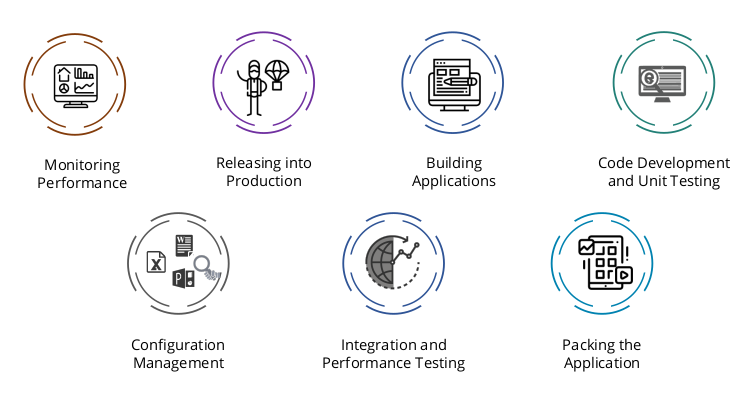 Monitoring
Performance
Releasing into
Production
Building
Applications
Code Development
and Unit Testing
W
X
P
Configuration
Management
Integration and
Performance Testing
Packing the
Application